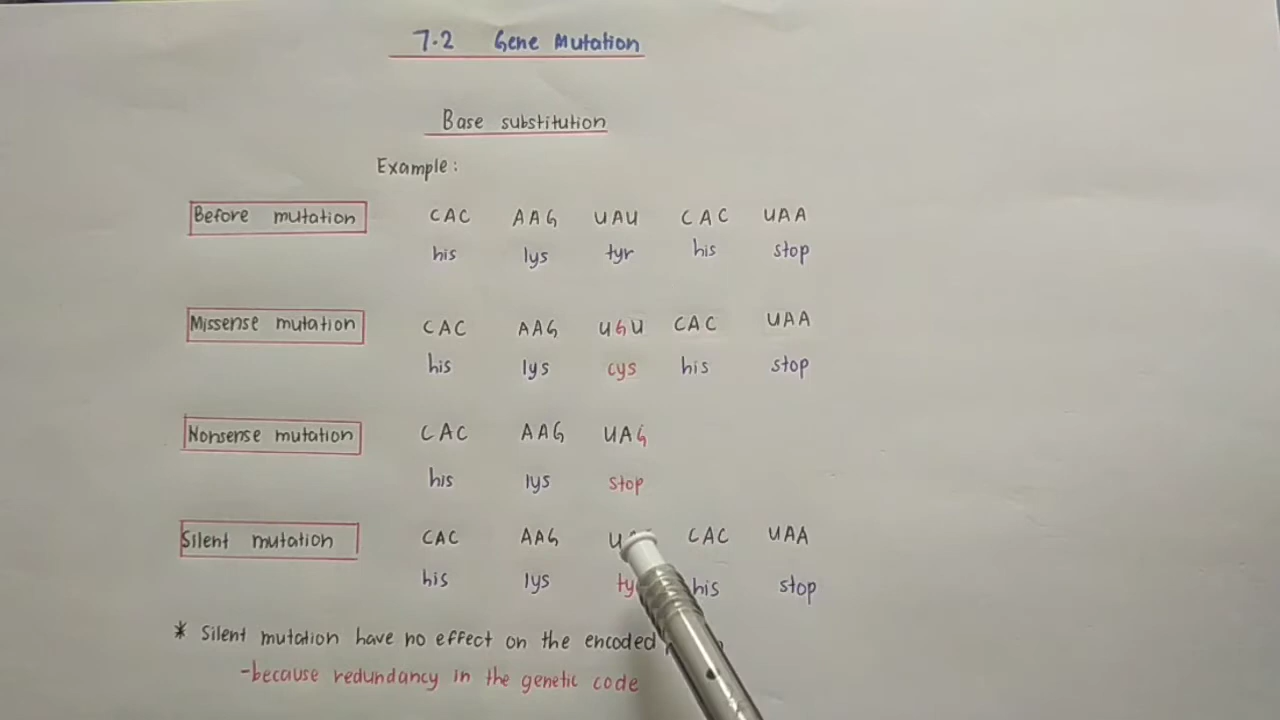 7.2 Gene Mutation
Base substitution
Example:
Before mutation CAC AAG UAU CAC UAA
his lys tyr his stop
Missense mutation CAC AAG UGU CAC UAA
his lys cys his stop
Nonsense mutation CAC AAG UAG
his lys stop
Silent mutation CAC AAG CAC UAA
his lys his stop
* Silent mutation have no effect on the encoded
-because redundancy in the genetic code